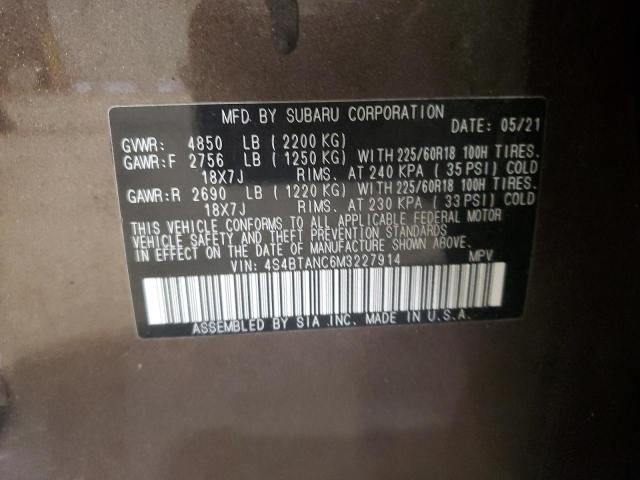 MFD BY SUBARU CORPORATION
DATE: 05/21
GVWR: 4850 LB (2200 KG)
GAWR:F 2756 LB (1250 KG) WITH 225/60R18 100H TIRES.
18X7J RIMS. AT 240 KPA (35 PSI) COLD
GAWR:R 2690 LB (1220 KG) WITH 225/60R18 100H TIRES.
18X7J RIMS. AT 230 KPA (33 PSI) COLD
THIS VEHICLE CONFORMS TO ALL APPLICABLE FEDERAL MOTOR
VEHICLE SAFETY AND THEFT PREVENTION STANDARDS
IN EFFECT ON THE DATE OF MANUFACTURE SHOWN ABOVE.
VIN: 4S4BTANC6M3227914 MPV
ASSEMBLED BY SIA INC. MADE IN U.S.A.